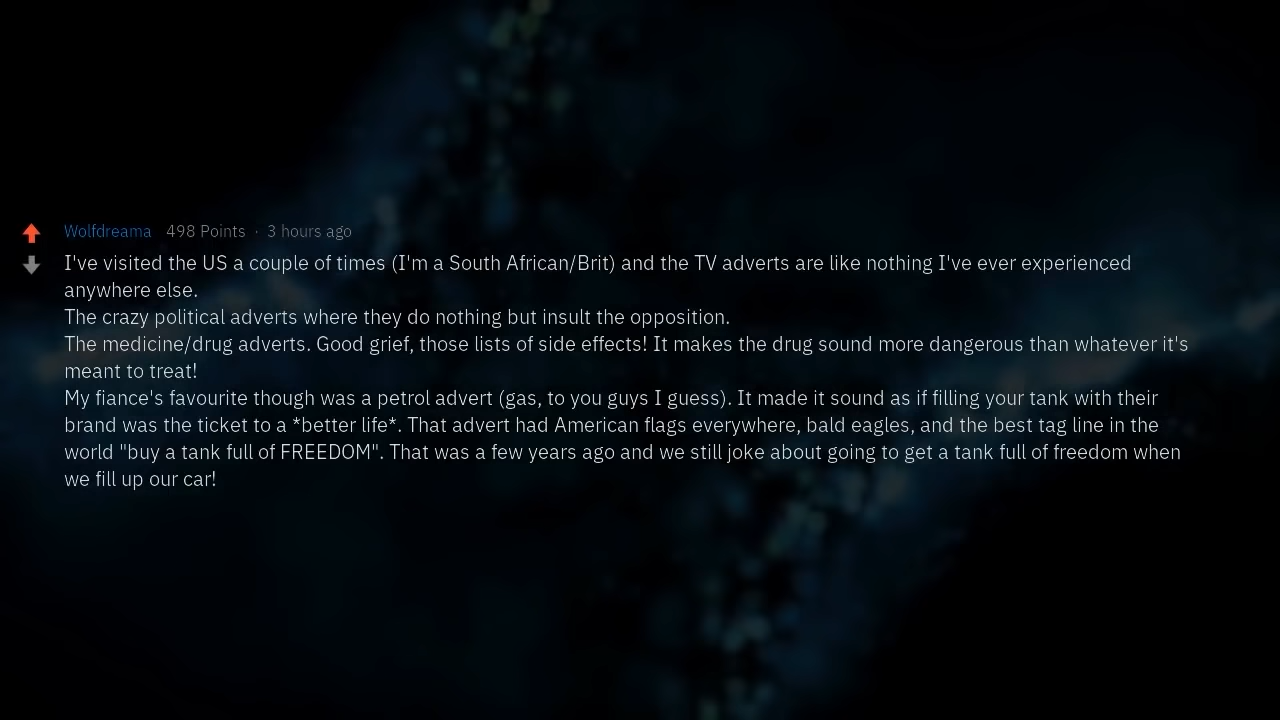 Wolfdreama 498 Points · 3 hours ago
I've visited the US a couple of times (I'm a South African/Brit) and the TV adverts are like nothing I've ever experienced
anywhere else.
The crazy political adverts where they do nothing but insult the opposition.
The medicine/drug adverts. Good grief, those lists of side effects! It makes the drug sound more dangerous than whatever it's
meant to treat!
My fiance's favourite though was a petrol advert (gas, to you guys I guess). It made it sound as if filling your tank with their
brand was the ticket to a *better life*. That advert had American flags everywhere, bald eagles, and the best tag line in the
world "buy a tank full of FREEDOM". That was a few years ago and we still joke about going to get a tank full of freedom when
we fill up our car!